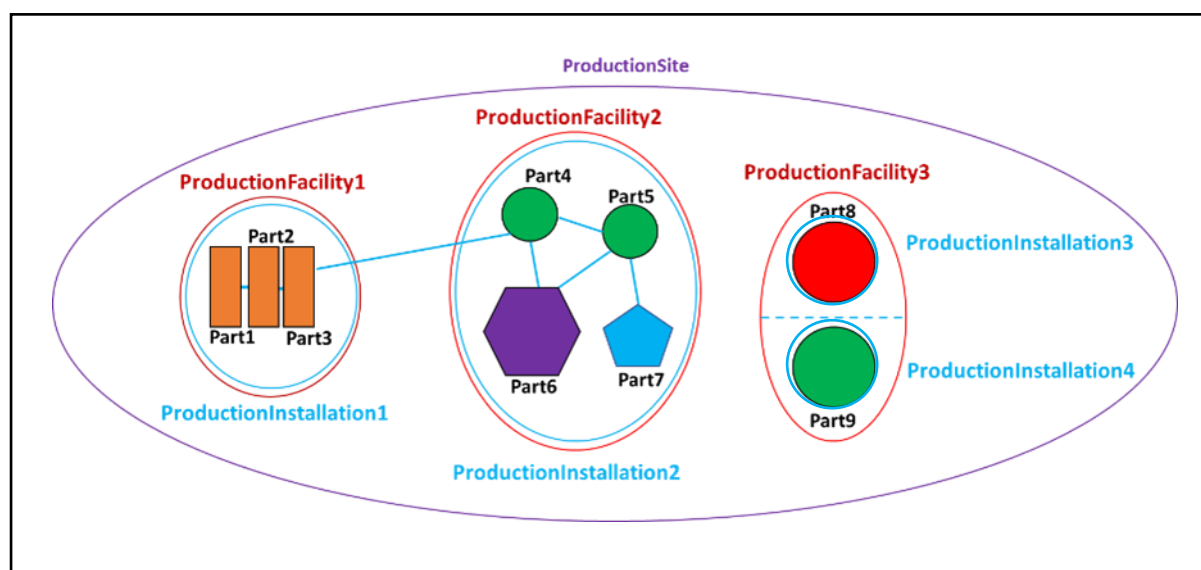 ProductionSite
ProductionFacility1
Part2
Part1
Part3
ProductionInstallation1
ProductionFacility2
Part4
Part5
Part6
Part7
ProductionInstallation2
ProductionFacility3
Part8
ProductionInstallation3
ProductionInstallation4
Part9